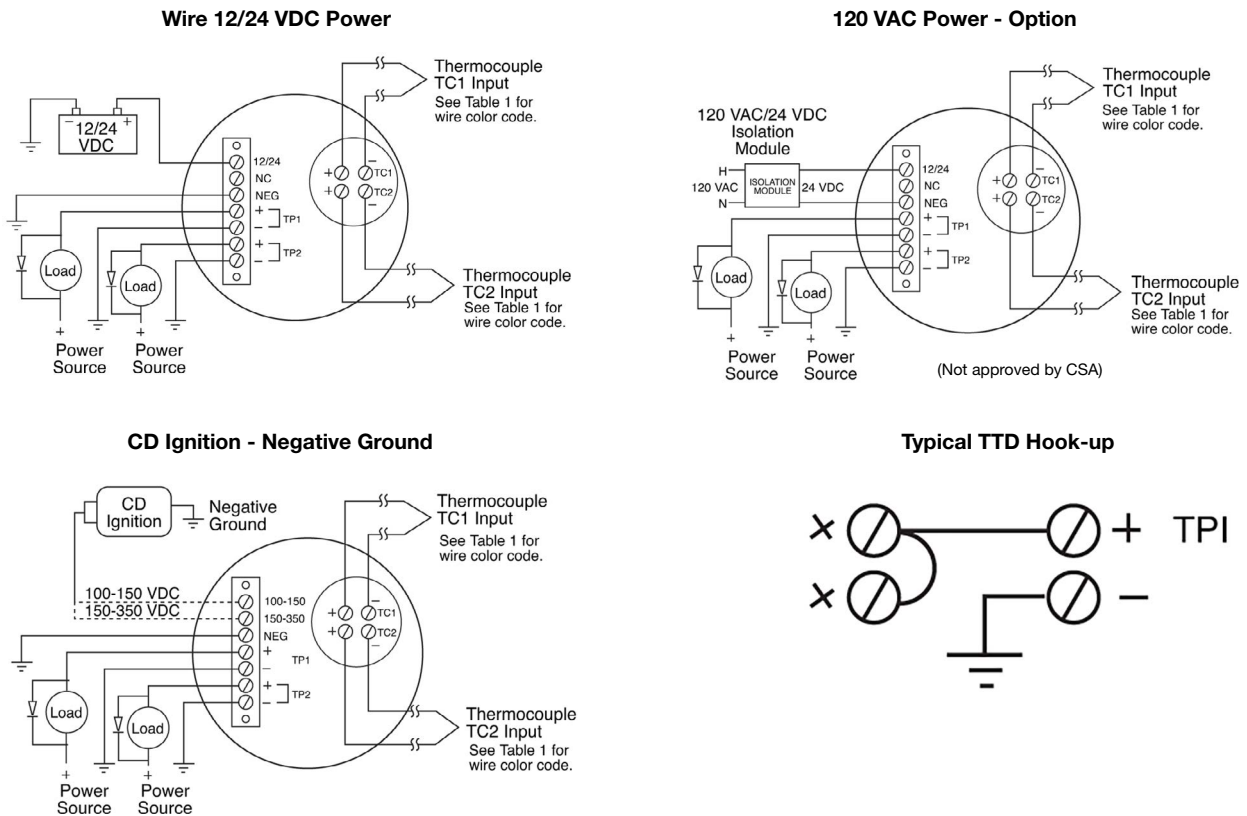 Wire 12/24 VDC Power
Thermocouple
TC1 Input
See Table 1 for
wire color code.
− 12/24 +
VDC
12/24
NC
NEG
+
− TP1
+
− TP2
−
+ TC1
+ TC2
−
Load
Load
+
Power
Source
+
Power
Source
Thermocouple
TC2 Input
See Table 1 for
wire color code.
120 VAC Power - Option
Thermocouple
TC1 Input
See Table 1 for
wire color code.
120 VAC/24 VDC
Isolation
Module
H
120 VAC
N
ISOLATION
MODULE
24 VDC
12/24
NC
NEG
+
− TP1
+
− TP2
−
+ TC1
+ TC2
−
Load
Load
+
Power
Source
+
Power
Source
Thermocouple
TC2 Input
See Table 1 for
wire color code.
(Not approved by CSA)
CD Ignition - Negative Ground
CD
Ignition
Negative
Ground
Thermocouple
TC1 Input
See Table 1 for
wire color code.
100-150 VDC
150-350 VDC
100-150
150-350
NEG
+
− TP1
+
− TP2
−
+ TC1
+ TC2
−
Load
Load
+
Power
Source
+
Power
Source
Thermocouple
TC2 Input
See Table 1 for
wire color code.
Typical TTD Hook-up
× + TPI
× −